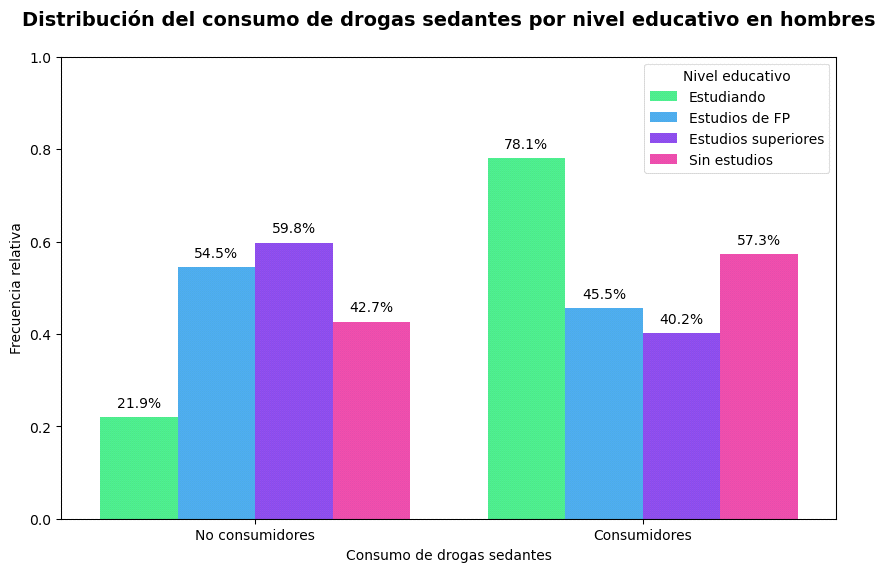 Distribución del consumo de drogas sedantes por nivel educativo en hombres
1.0
0.8
0.6
0.4
0.2
0.0
Frecuencia relativa
Nivel educativo
Estudiando
Estudios de FP
Estudios superiores
Sin estudios
21.9%
54.5%
59.8%
42.7%
78.1%
45.5%
40.2%
57.3%
No consumidores
Consumidores
Consumo de drogas sedantes